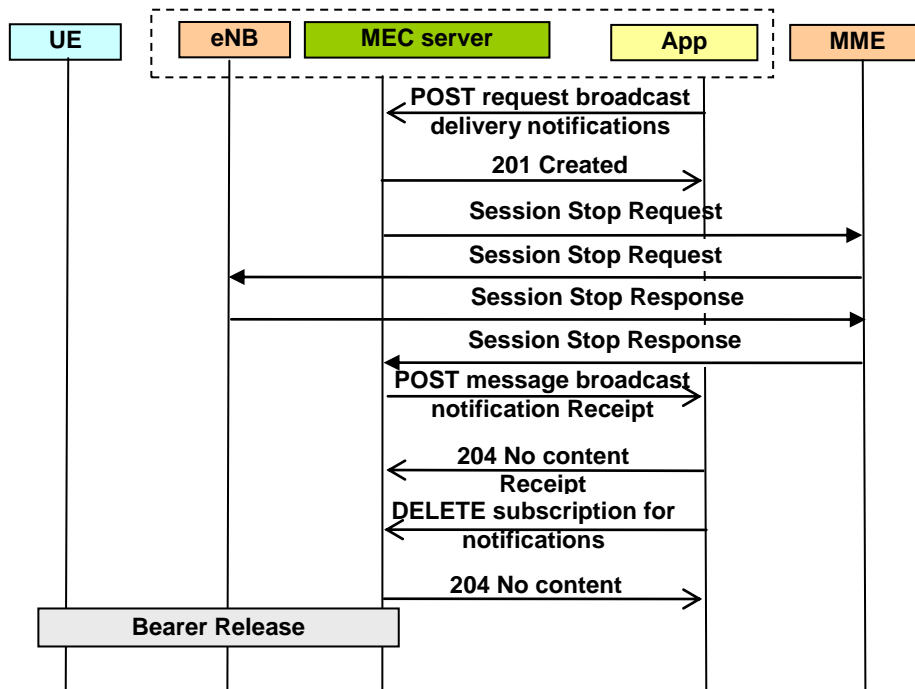 UE
eNB
MEC server
App
MME
POST request broadcast
delivery notifications
201 Created
Session Stop Request
Session Stop Request
Session Stop Response
Session Stop Response
POST message broadcast
notification Receipt
204 No content
Receipt
DELETE subscription for
notifications
204 No content
Bearer Release